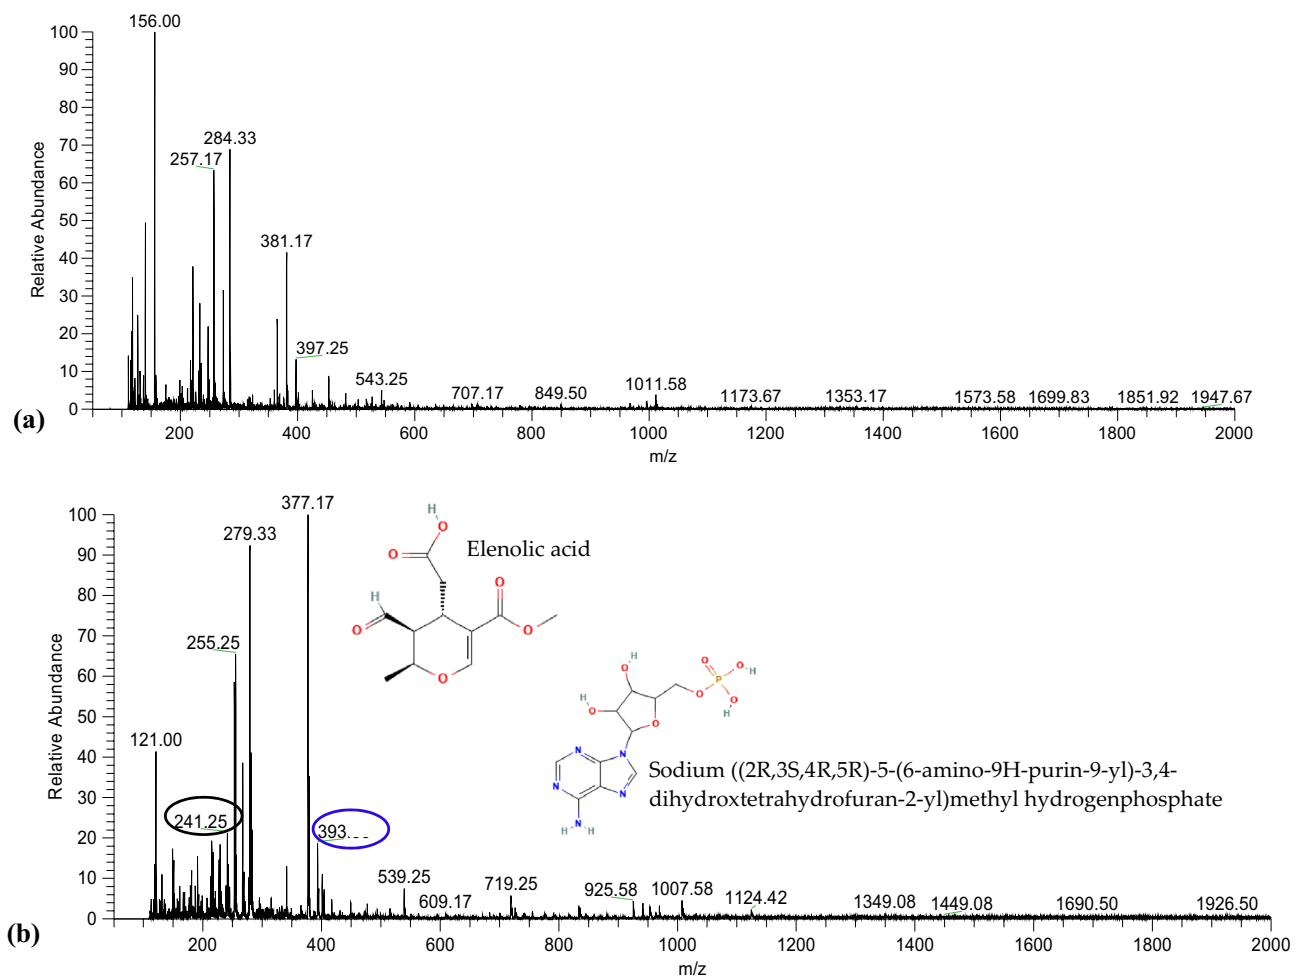 156.00
100
90
80
70
60
50
40
30
20
10
0
Relative Abundance
284.33
257.17
381.17
397.25
543.25
707.17
849.50
1011.58
1173.67
1353.17
1573.58
1699.83
1851.92
1947.67
(a)
200 400 600 800 1000 1200 1400 1600 1800 2000
m/z
377.17
100
90
80
70
60
50
40
30
20
10
0
Relative Abundance
279.33
255.25
121.00
241.25
393
539.25
609.17
719.25
925.58
1007.58
1124.42
1349.08
1449.08
1690.50
1926.50
H
O
O
Elenolic acid
O
H
O
O
O
H
O
O
H
O
P
O
H
O
O
H
O
H
N
N
N
N
N
H
H
Sodium ((2R,3S,4R,5R)-5-(6-amino-9H-purin-9-yl)-3,4-
dihydroxtetrahydrofuran-2-yl)methyl hydrogenphosphate
(b)
200 400 600 800 1000 1200 1400 1600 1800 2000
m/z